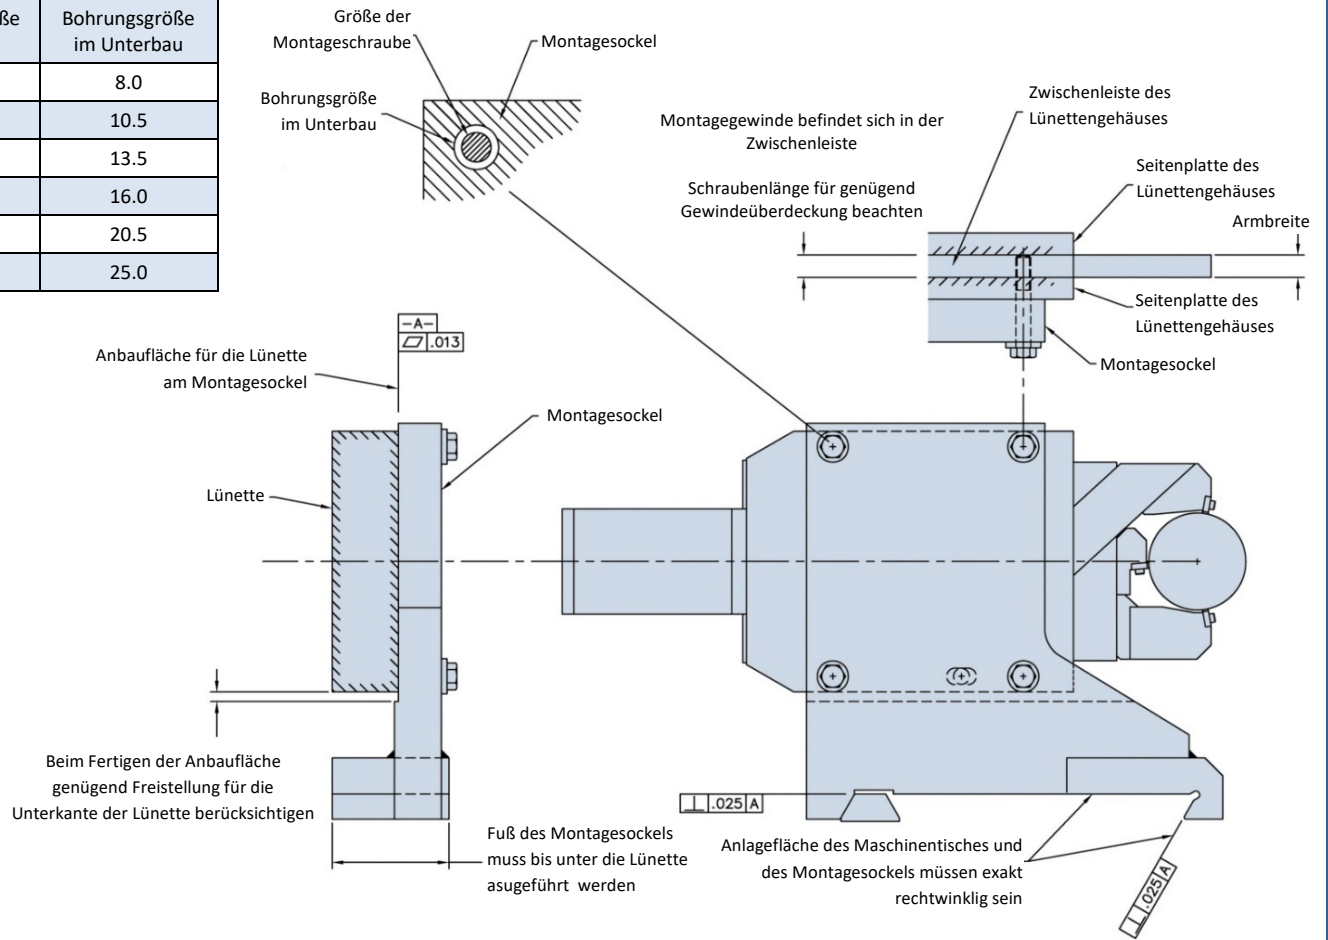 ße
Bohrungsgröße
im Unterbau
8.0
10.5
13.5
16.0
20.5
25.0
Größe der
Montageschraube
Montagesockel
Bohrungsgröße
im Unterbau
Montagegewinde befindet sich in der
Zwischenleiste
Schraubenlänge für genügend
Gewindeüberdeckung beachten
Zwischenleiste des
Lünettengehäuses
Seitenplatte des
Lünettengehäuses
Armbreite
Seitenplatte des
Lünettengehäuses
Montagesockel
-A-
.013
Anbaufläche für die Lünette
am Montagesockel
Montagesockel
Lünette
Beim Fertigen der Anbaufläche
genügend Freistellung für die
Unterkante der Lünette berücksichtigen
Fuß des Montagesockels
muss bis unter die Lünette
asugeführt werden
⊥ .025 A
Anlagefläche des Maschinentisches und
des Montagesockels müssen exakt
rechtwinklig sein
⊥ .025 A